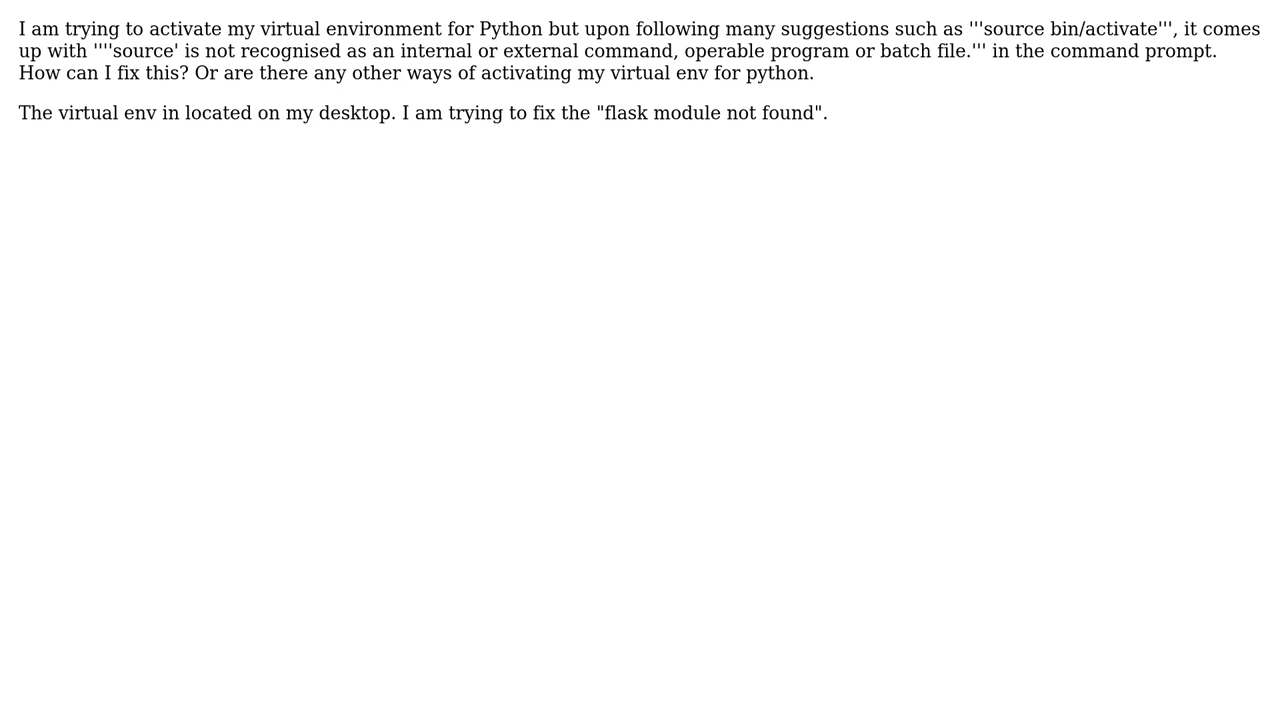 I am trying to activate my virtual environment for Python but upon following many suggestions such as '''source bin/activate''', it comes
up with ''''source' is not recognised as an internal or external command, operable program or batch file.''' in the command prompt.
How can I fix this? Or are there any other ways of activating my virtual env for python.
The virtual env in located on my desktop. I am trying to fix the "flask module not found".